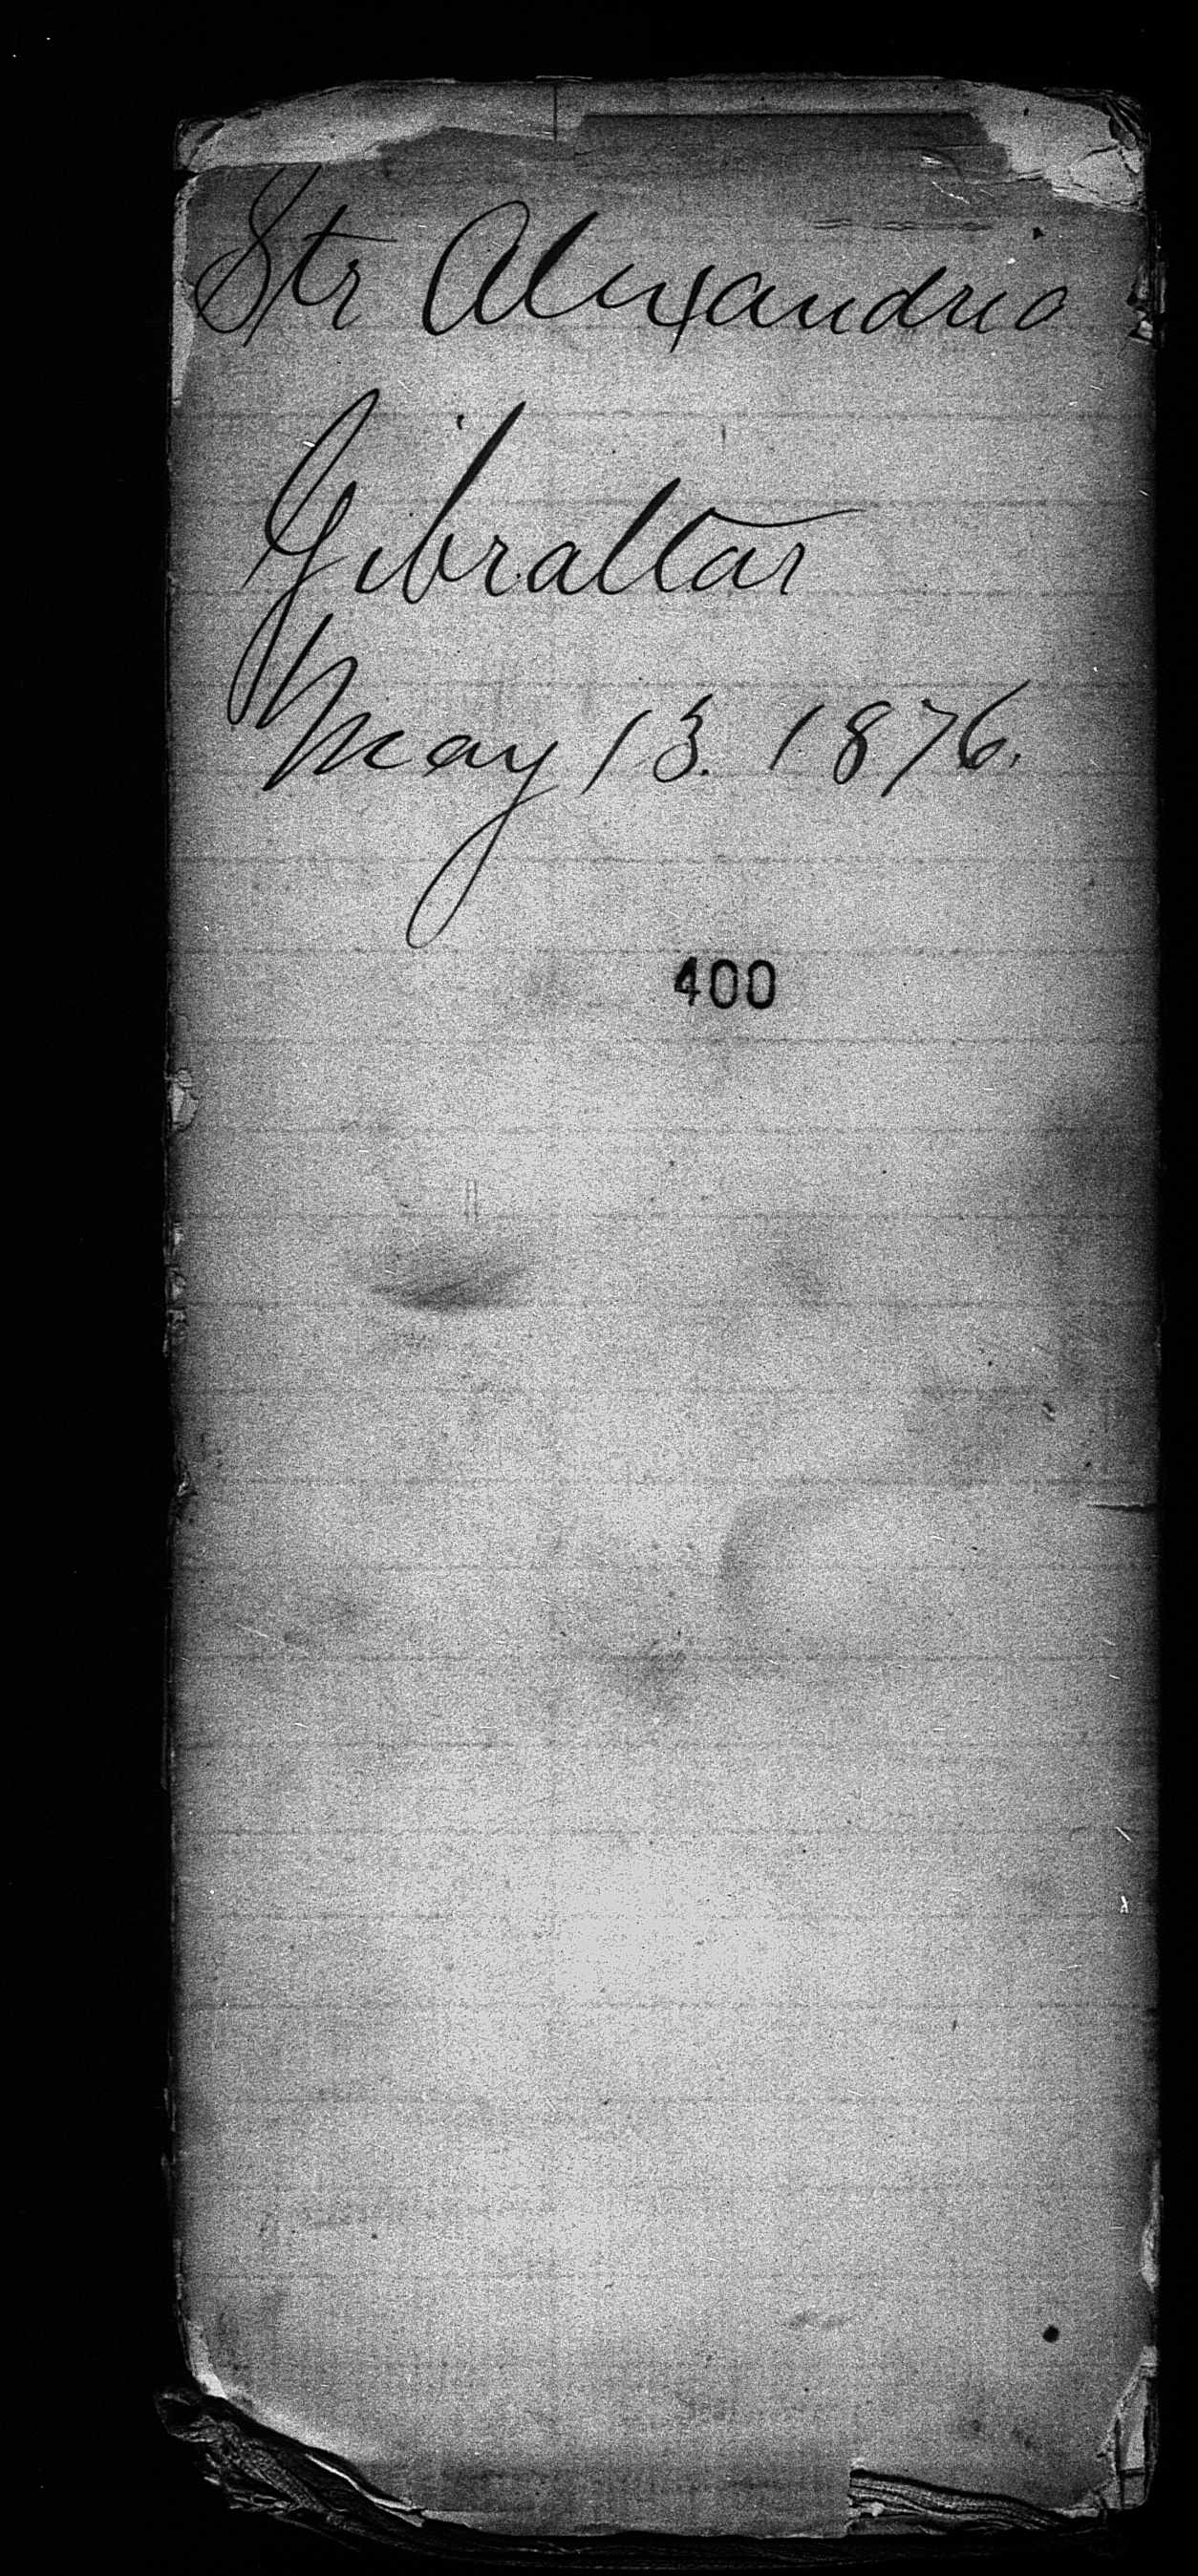 Str Alexandria
Gibraltar
May 13. 1876.
400